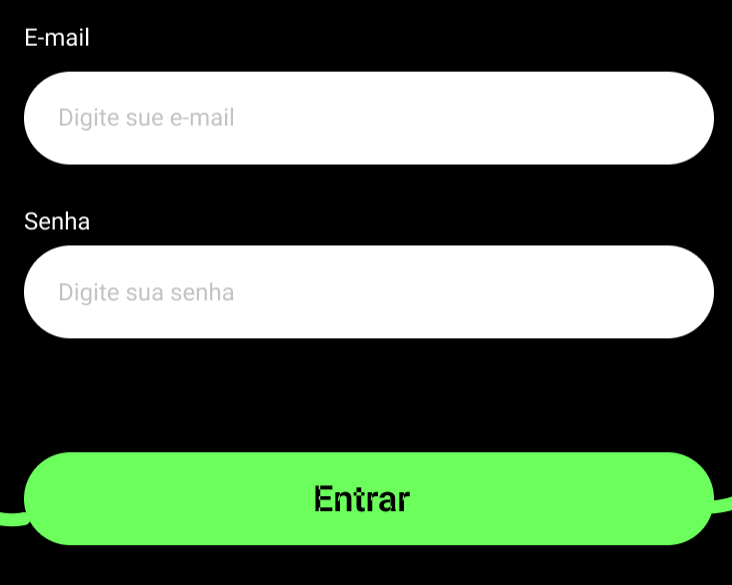 E-mail
Digite sue e-mail
Senha
Digite sua senha
Entrar